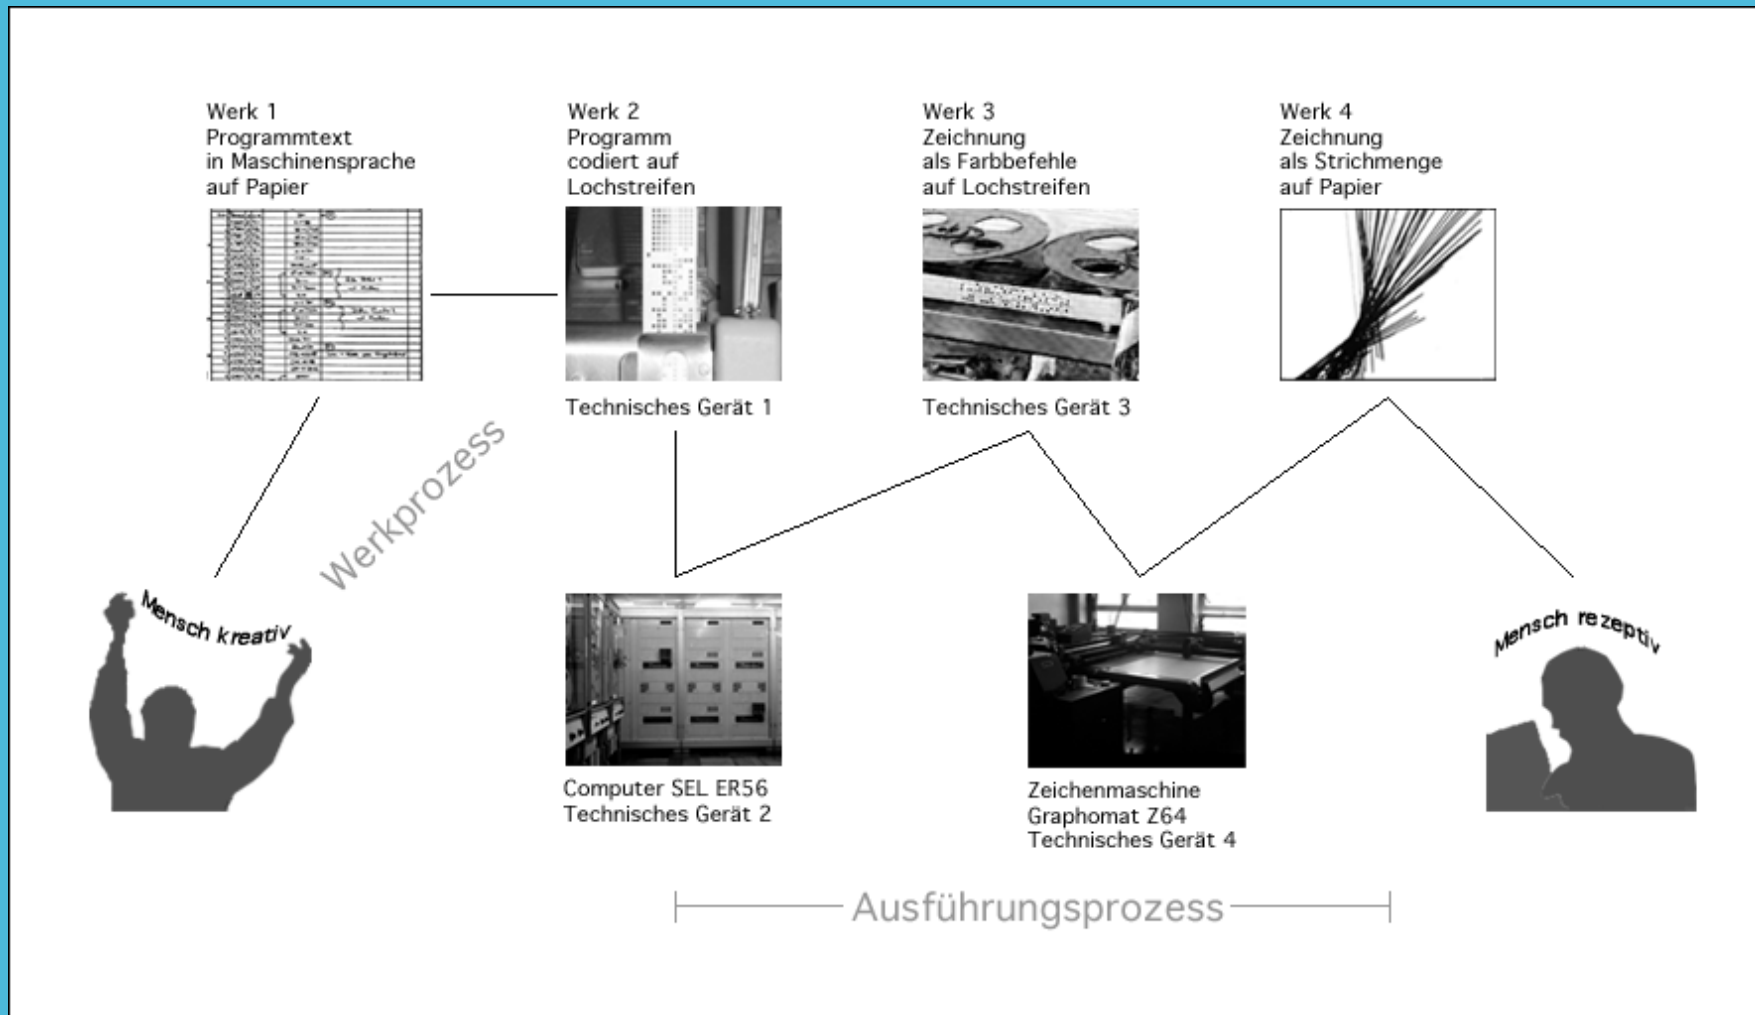 Werk 1
Programmtext
in Maschinensprache
auf Papier
Werk 2
Programm
codiert auf
Lochstreifen
Werk 3
Zeichnung
als Farbbefehle
auf Lochstreifen
Werk 4
Zeichnung
als Strichmenge
auf Papier
Technisches Gerät 1
Technisches Gerät 3
Werkprozess
Mensch kreativ
Mensch rezeptiv
Computer SEL ER56
Technisches Gerät 2
Zeichenmaschine
Graphomat Z64
Technisches Gerät 4
Ausführungsprozess